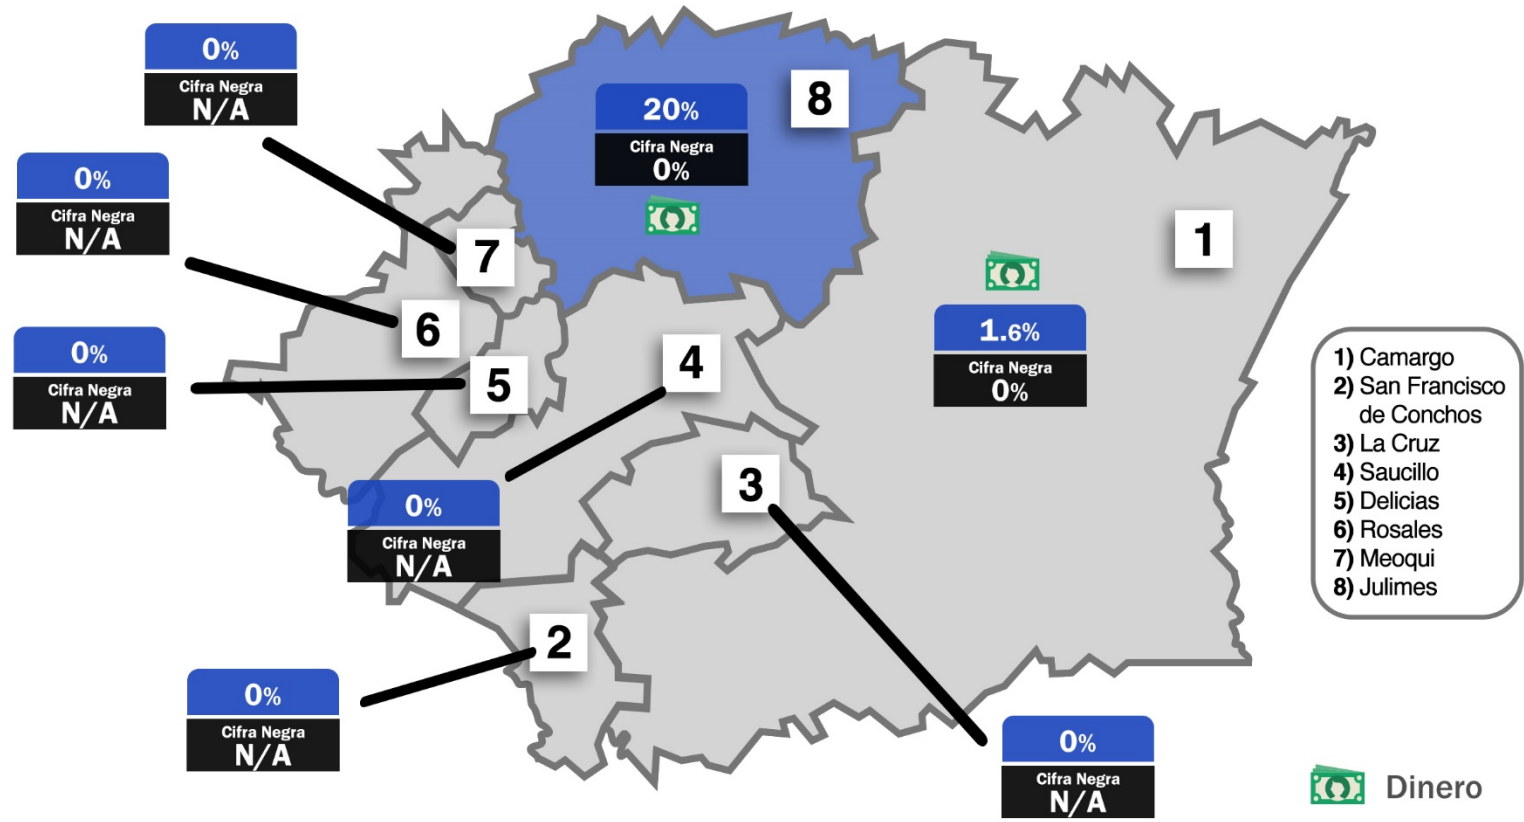 0%
Cifra Negra
N/A
20%
Cifra Negra
0%
8
0%
Cifra Negra
N/A
7
1
6
1.6%
Cifra Negra
0%
0%
Cifra Negra
N/A
5
4
0%
Cifra Negra
N/A
3
2
0%
Cifra Negra
N/A
0%
Cifra Negra
N/A
1) Camargo
2) San Francisco
de Conchos
3) La Cruz
4) Saucillo
5) Delicias
6) Rosales
7) Meoqui
8) Julimes
Dinero